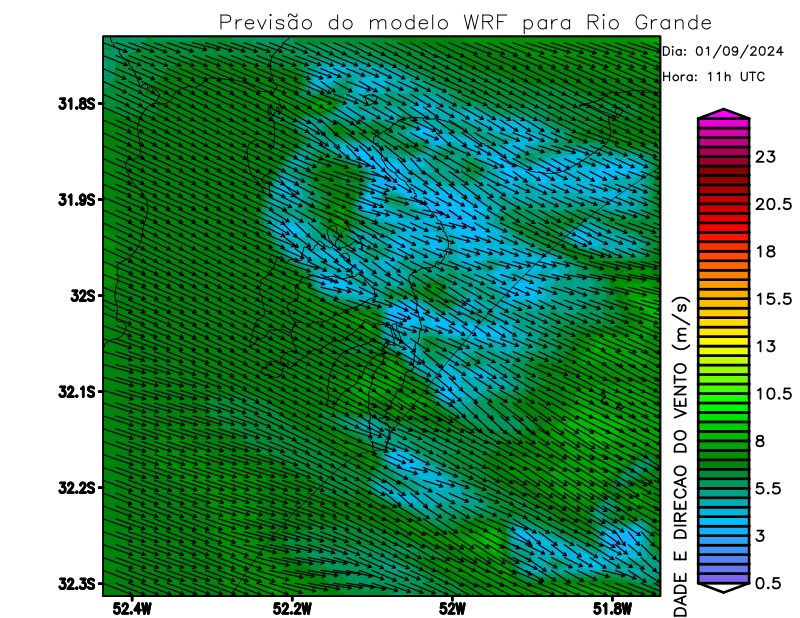 Previsão do modelo WRF para Rio Grande
Dia: 01/09/2024
Hora: 11h UTC
31.8S
31.9S
32S
32.1S
32.2S
32.3S
52.4W
52.2W
52W
51.8W
DADE E DIRECAO DO VENTO (m/s)
23
20.5
18
15.5
13
10.5
8
5.5
3
0.5